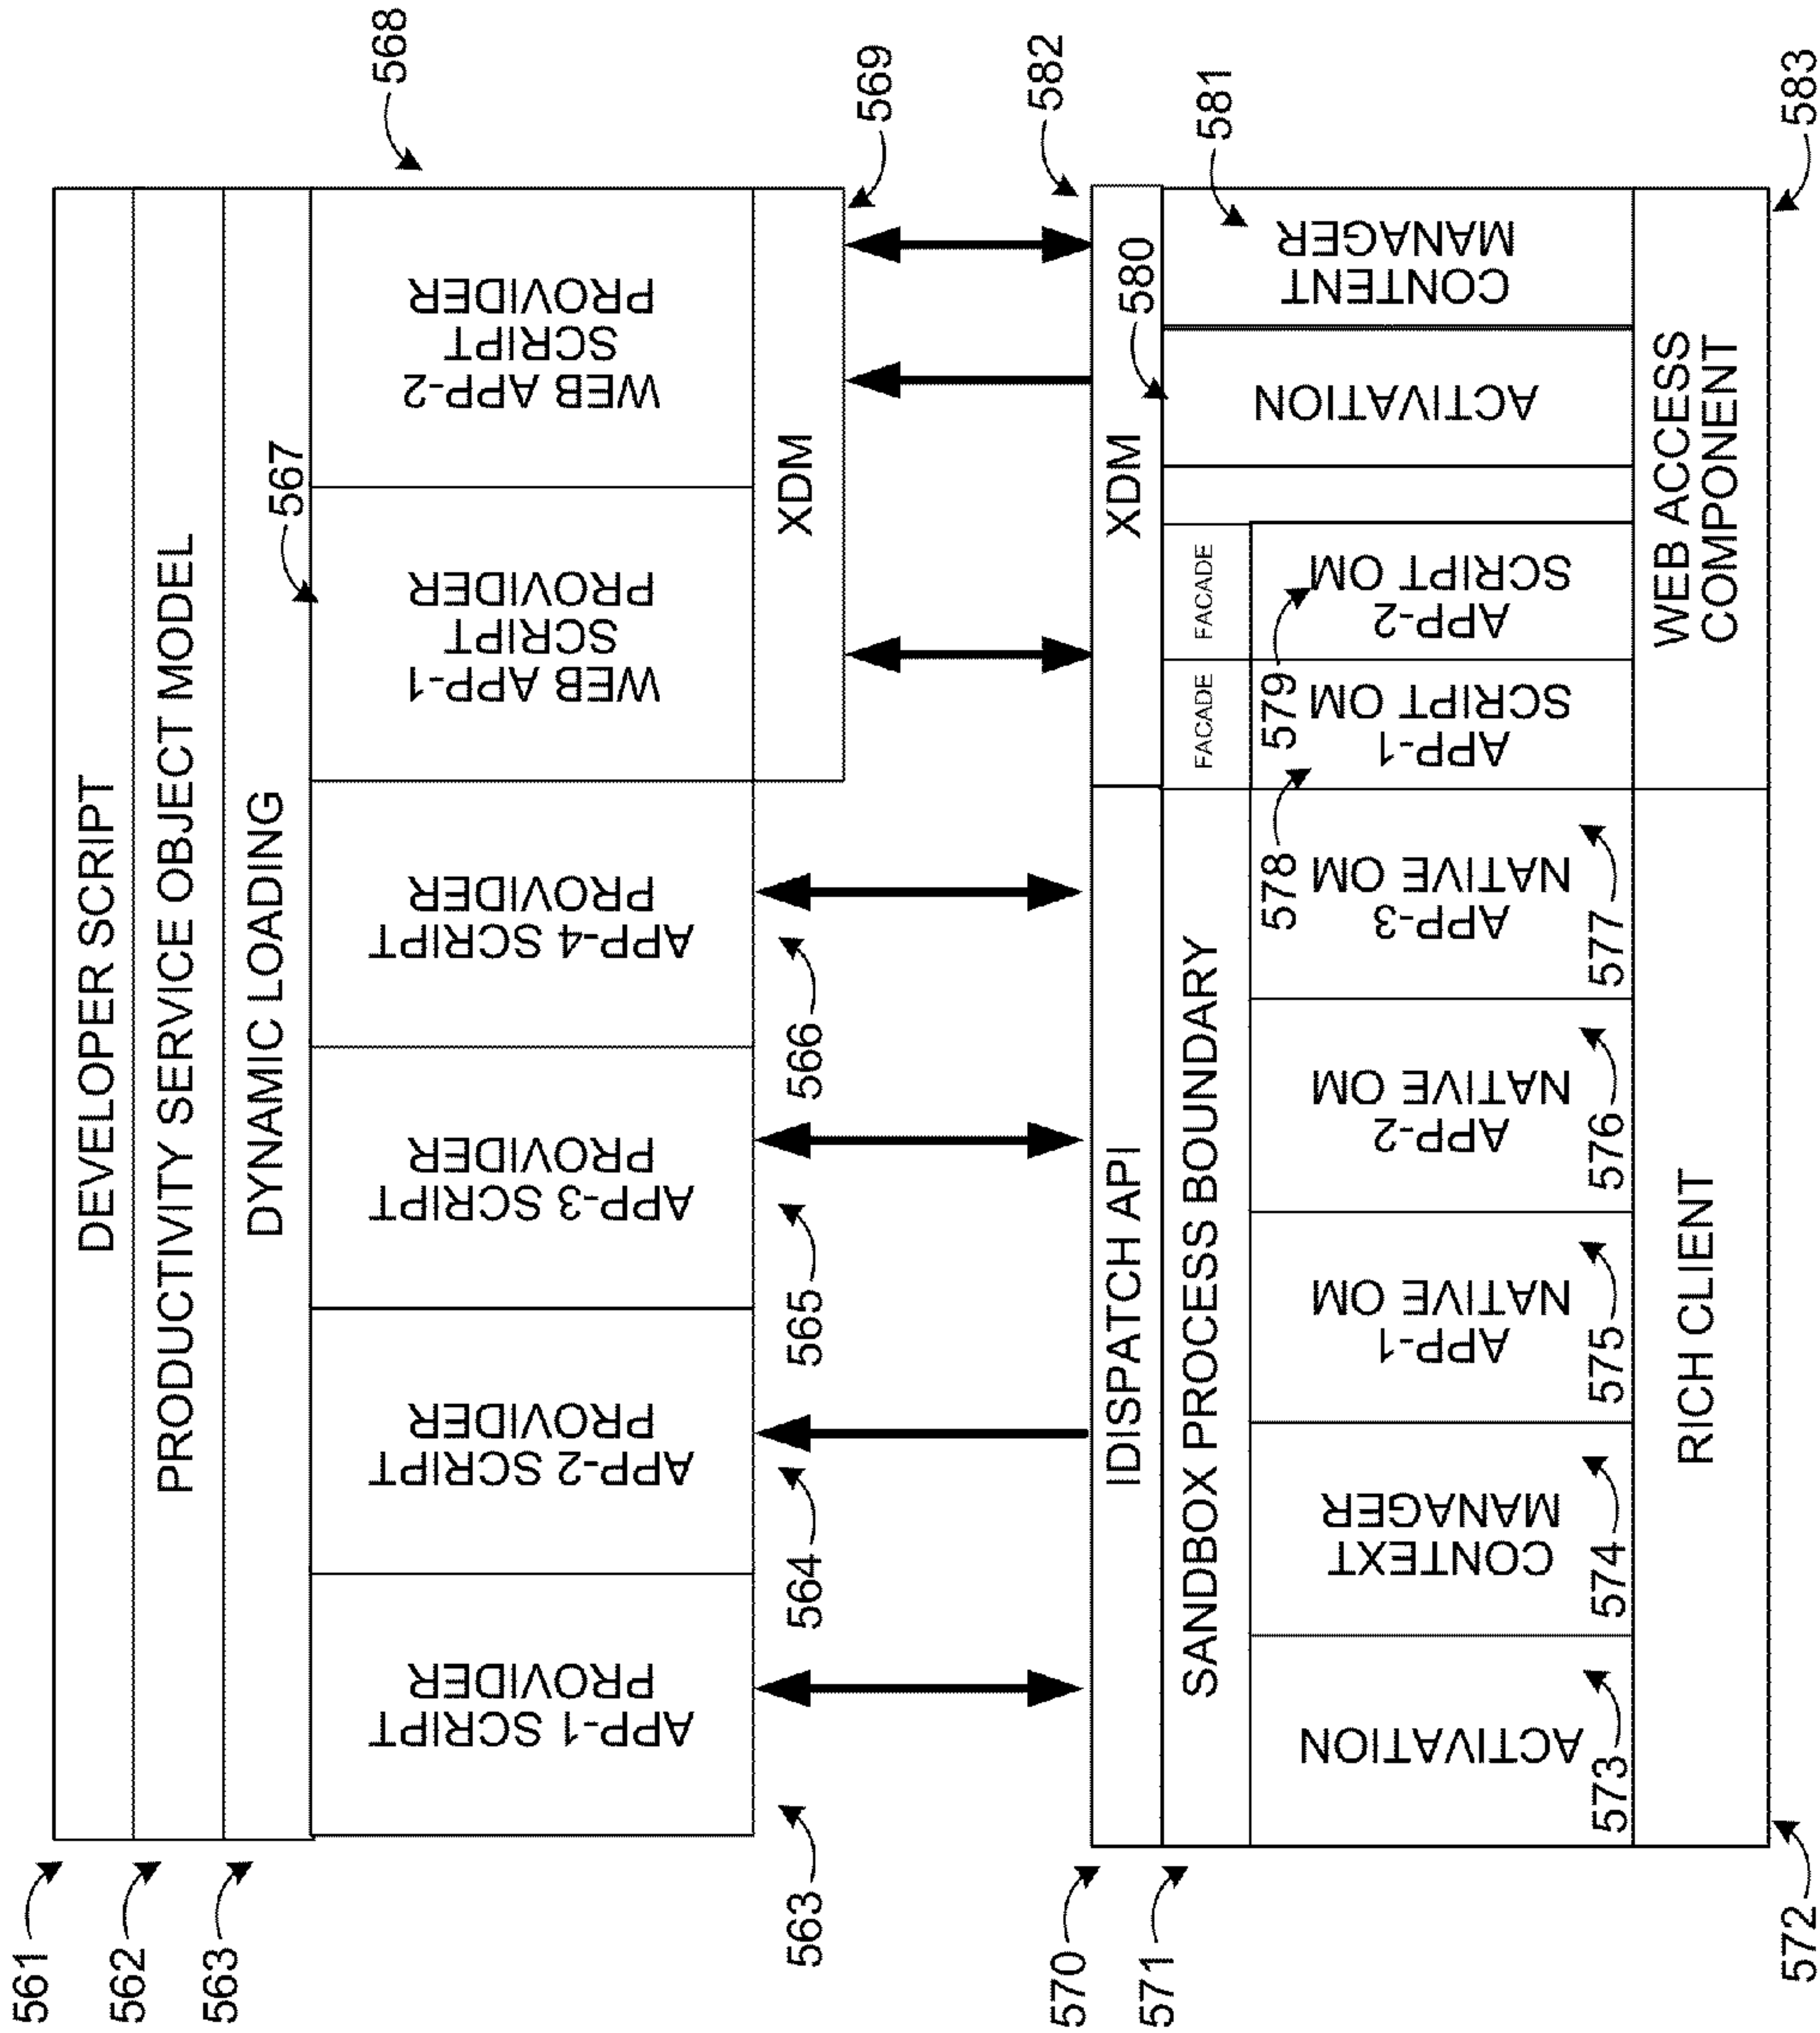 561
562
563
DEVELOPER SCRIPT
PRODUCTIVITY SERVICE OBJECT MODEL
DYNAMIC LOADING
567
568
APP-1 SCRIPT
PROVIDER
APP-2 SCRIPT
PROVIDER
APP-3 SCRIPT
PROVIDER
APP-4 SCRIPT
PROVIDER
WEB APP-1
SCRIPT
PROVIDER
WEB APP-2
SCRIPT
PROVIDER
XDM
563
564
565
566
569
570
571
582
IDISPATCH API
XDM
580
581
SANDBOX PROCESS BOUNDARY
FACADE
FACADE
ACTIVATION
CONTEXT
MANAGER
APP-1
NATIVE OM
APP-2
NATIVE OM
APP-3
NATIVE OM
APP-1
SCRIPT OM
APP-2
SCRIPT OM
ACTIVATION
CONTENT
MANAGER
578
579
573
574
575
576
577
RICH CLIENT
WEB ACCESS
COMPONENT
572
583